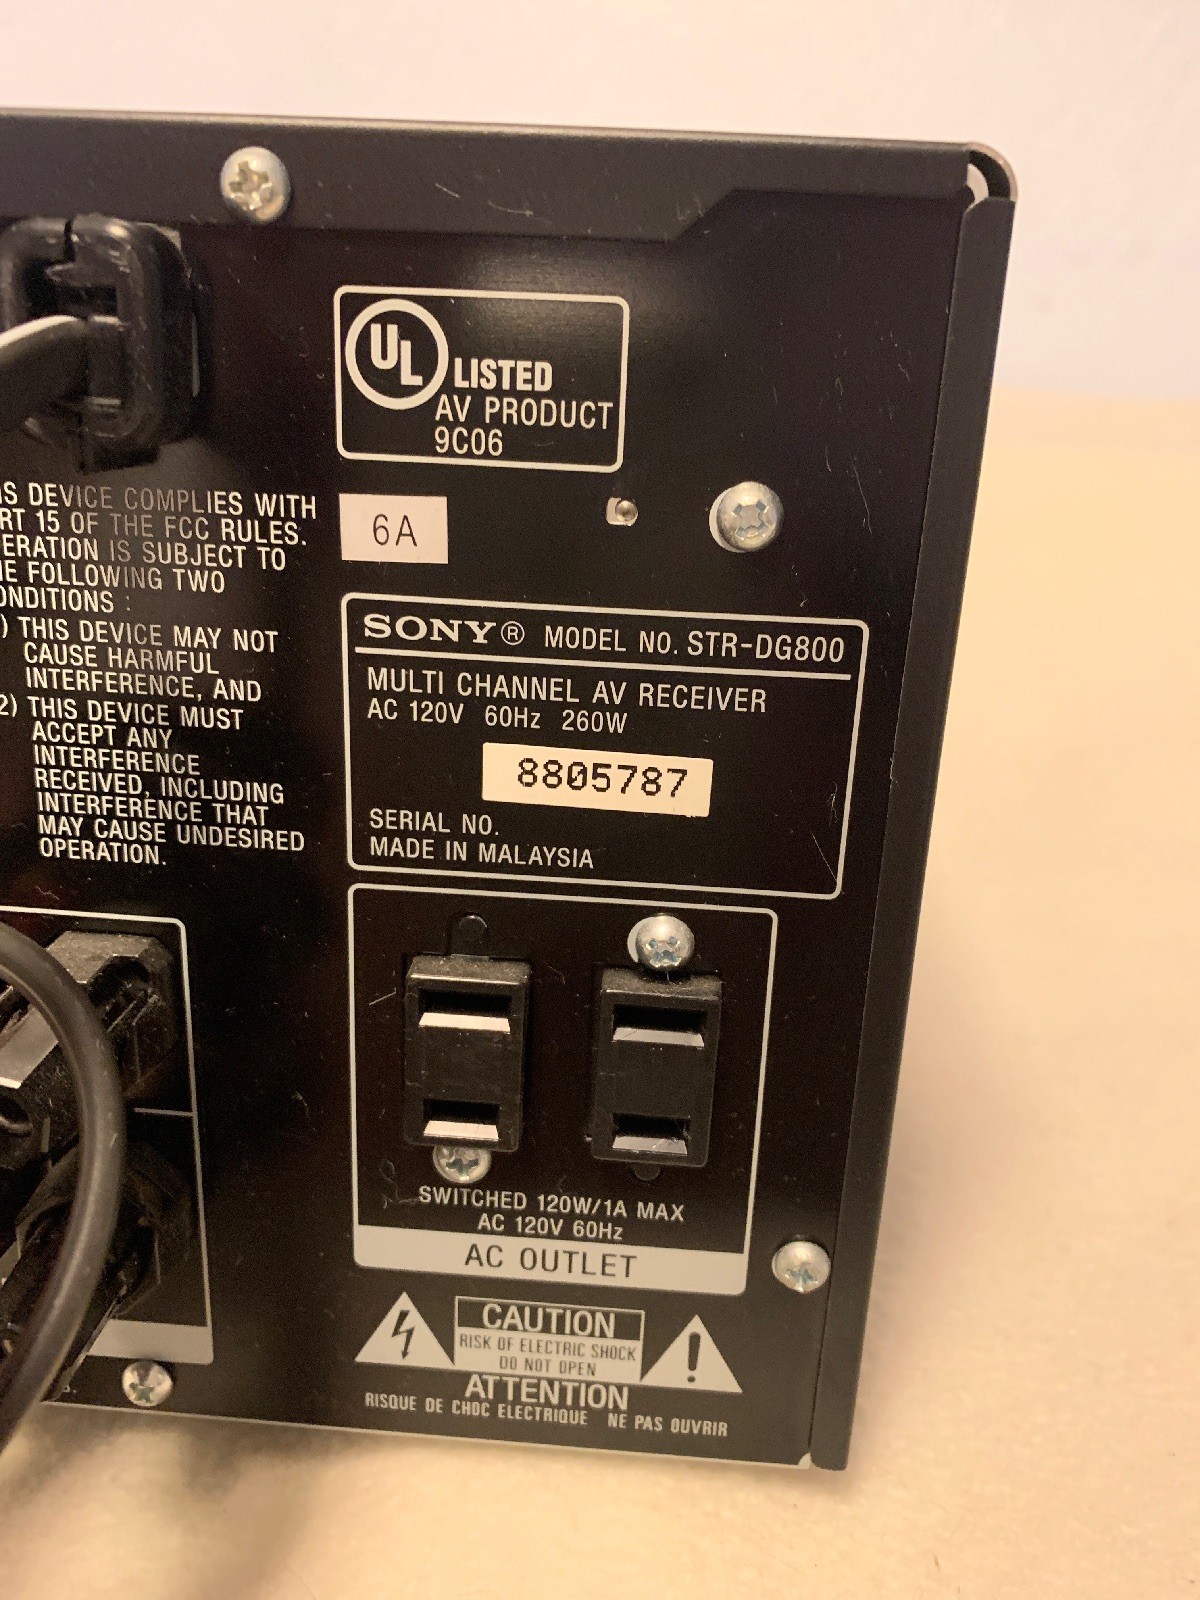 UL LISTED
AV PRODUCT
9C06
6A
S DEVICE COMPLIES WITH
RT 15 OF THE FCC RULES.
ERATION IS SUBJECT TO
E FOLLOWING TWO
ONDITIONS :
) THIS DEVICE MAY NOT
CAUSE HARMFUL
INTERFERENCE, AND
2) THIS DEVICE MUST
ACCEPT ANY
INTERFERENCE
RECEIVED, INCLUDING
INTERFERENCE THAT
MAY CAUSE UNDESIRED
OPERATION.
SONY® MODEL NO. STR-DG800
MULTI CHANNEL AV RECEIVER
AC 120V 60Hz 260W
8805787
SERIAL NO.
MADE IN MALAYSIA
SWITCHED 120W/1A MAX
AC 120V 60Hz
AC OUTLET
CAUTION
RISK OF ELECTRIC SHOCK
DO NOT OPEN
ATTENTION
RISQUE DE CHOC ELECTRIQUE NE PAS OUVRIR